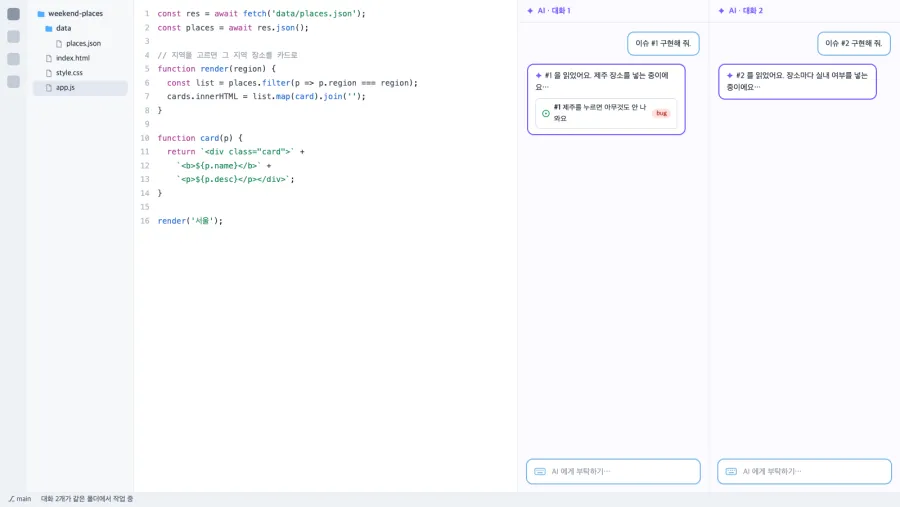 weekend-places
data
places.json
index.html
style.css
app.js
1 const res = await fetch('data/places.json');
2 const places = await res.json();
3
4 // 지역을 고르면 그 지역 장소를 카드로
5 function render(region) {
6 const list = places.filter(p => p.region === region);
7 cards.innerHTML = list.map(card).join('');
8 }
9
10 function card(p) {
11 return `<div class="card">` +
12 `<b>${p.name}</b>` +
13 `<p>${p.desc}</p></div>`;
14 }
15
16 render('서울');
AI · 대화 1
이슈 #1 구현해 줘.
#1 을 읽었어요. 제주 장소를 넣는 중이에
요…
#1 제주를 누르면 아무것도 안 나
와요
bug
AI 에게 부탁하기…
AI · 대화 2
이슈 #2 구현해 줘.
#2 를 읽었어요. 장소마다 실내 여부를 넣는
중이에요…
AI 에게 부탁하기…
main
대화 2개가 같은 폴더에서 작업 중